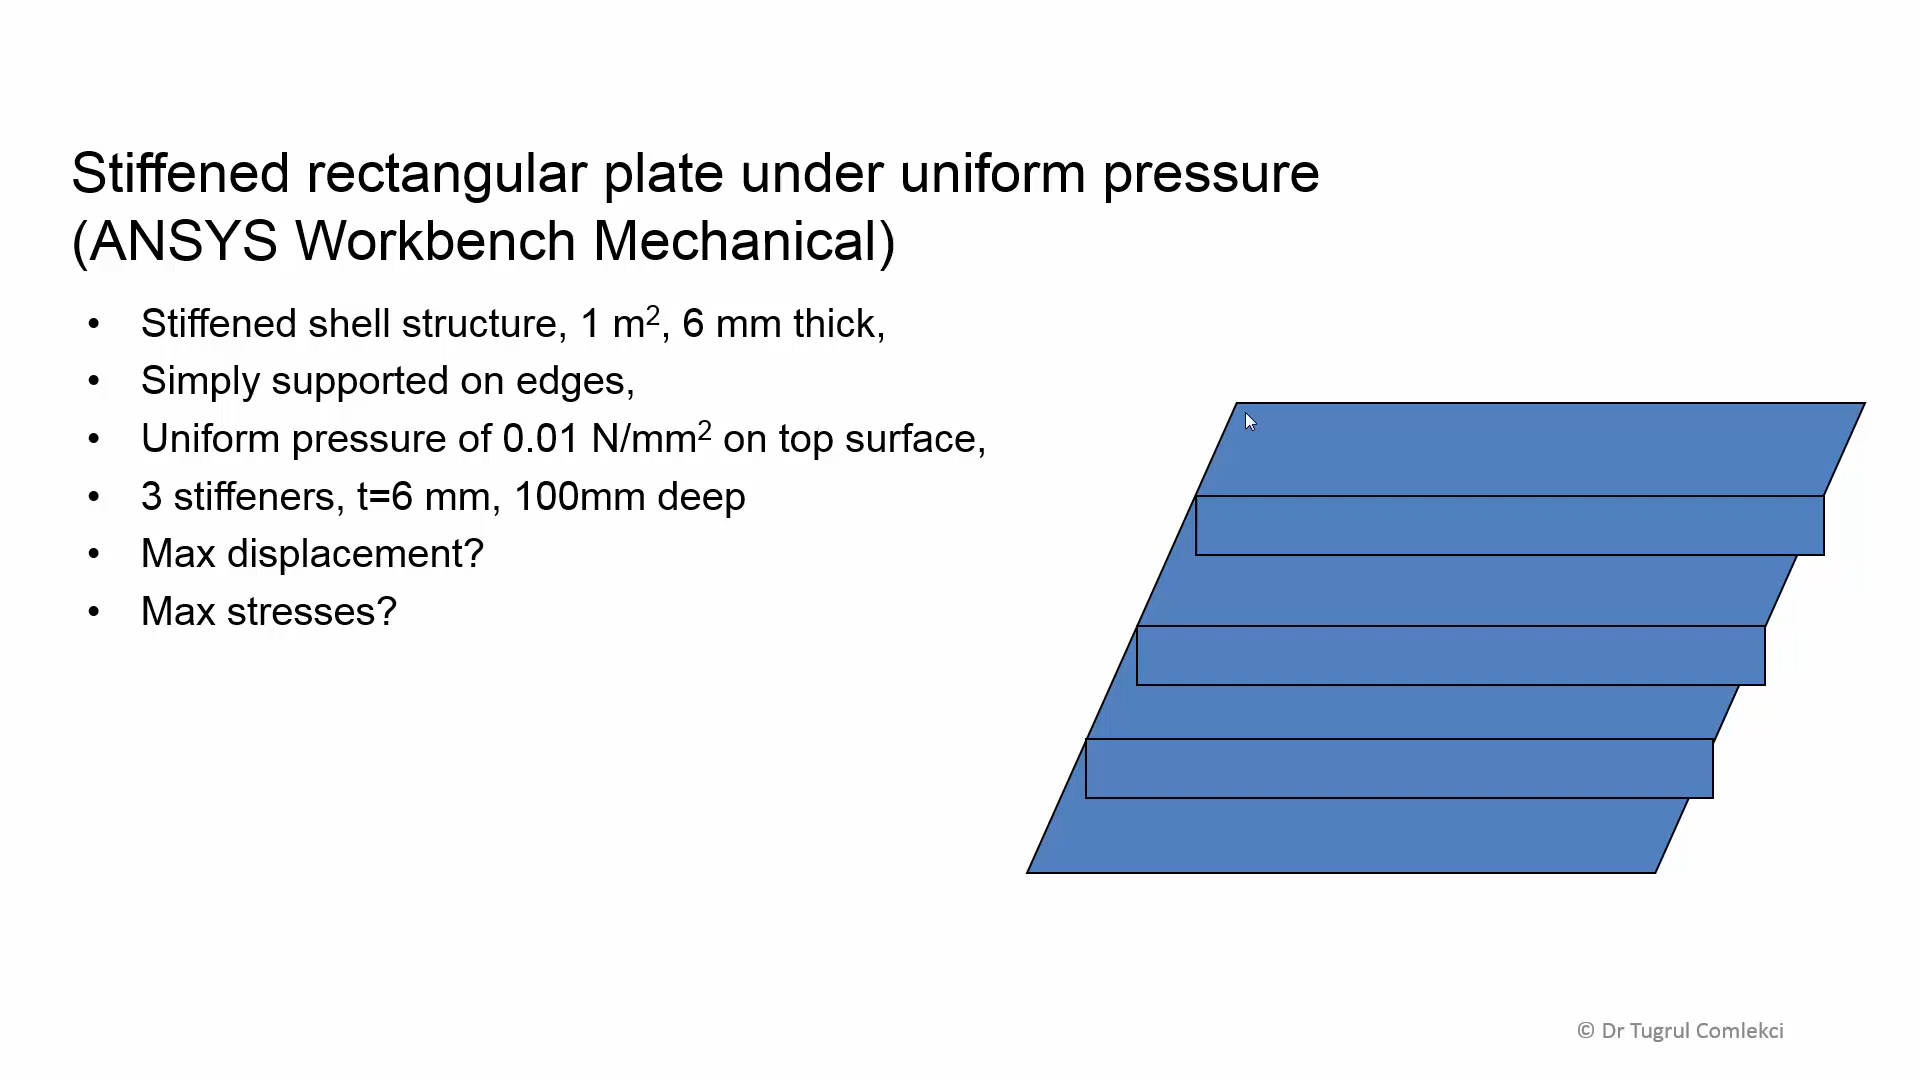 Stiffened rectangular plate under uniform pressure
(ANSYS Workbench Mechanical)
• Stiffened shell structure, 1 m², 6 mm thick,
• Simply supported on edges,
• Uniform pressure of 0.01 N/mm² on top surface,
• 3 stiffeners, t=6 mm, 100mm deep
• Max displacement?
• Max stresses?
© Dr Tugrul Comlekci